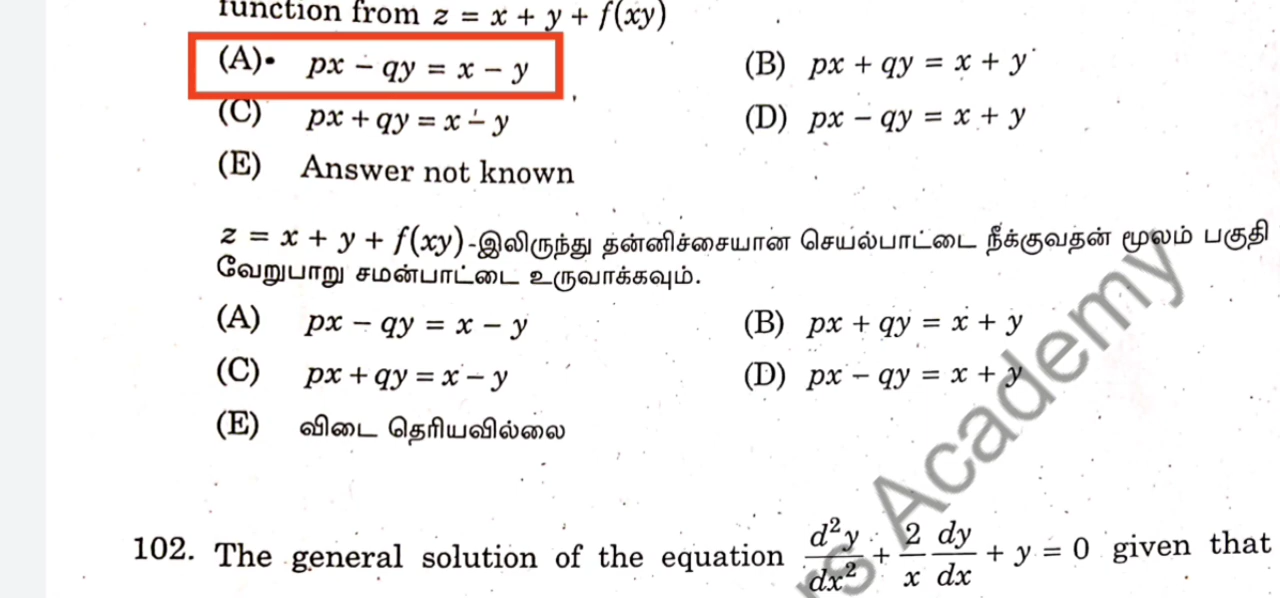 function from z = x + y + f(xy)
(A) px – qy = x – y (B) px + qy = x + y
(C) px + qy = x – y (D) px – qy = x + y
(E) Answer not known
z = x + y + f(xy)-இலிருந்து தன்னிச்சையான செயல்பாட்டை நீக்குவதன் மூலம் பகுதி
வேறுபாறு சமன்பாட்டை உருவாக்கவும்.
(A) px – qy = x – y (B) px + qy = x + y
(C) px + qy = x – y (D) px – qy = x + y
(E) விடை தெரியவில்லை
rs Academy
102. The general solution of the equation d²y/dx² + 2/x dy/dx + y = 0 given that